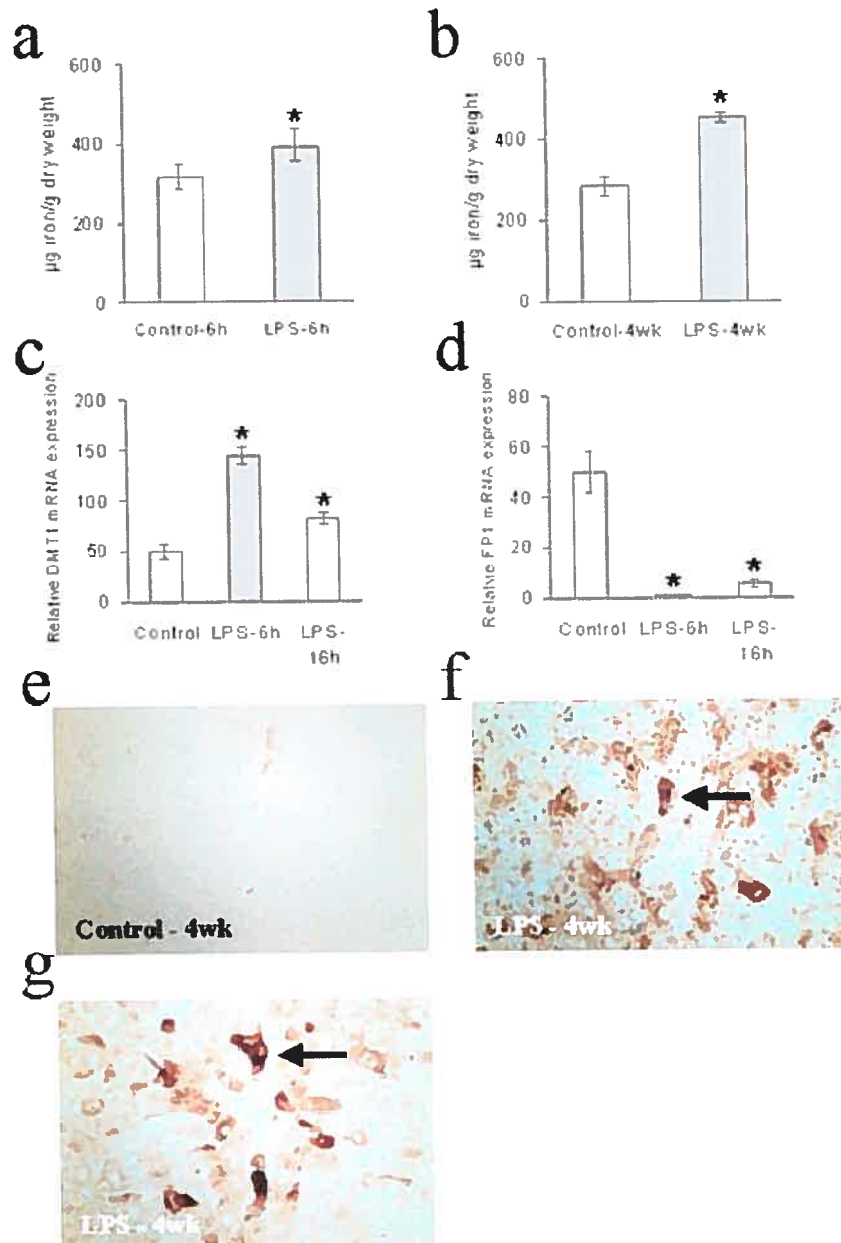 a
µg iron/g dry weight
600
400
200
0
*
Control-6h
LPS-6h
b
µg iron/g dry weight
600
400
200
0
*
Control-4wk
LPS-4wk
c
Relative DMT1 mRNA expression
200
150
100
50
0
*
*
Control
LPS-6h
LPS-
16h
d
Relative FP1 mRNA expression
80
60
40
20
0
*
*
Control
LPS-6h
LPS-
16h
e
Control - 4wk
f
LPS - 4wk
g
LPS - 4wk